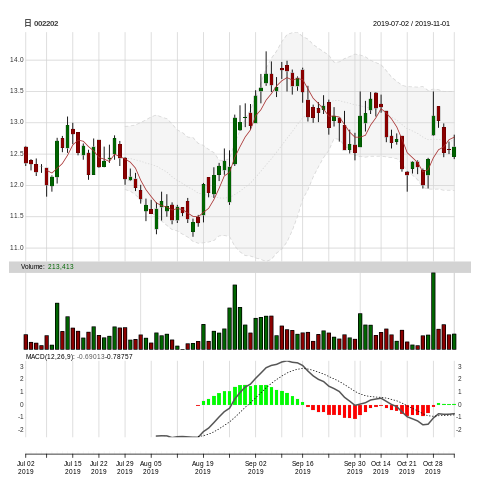 日 002202
2019-07-02 / 2019-11-01
14.0
13.5
13.0
12.5
12.0
11.5
11.0
Volume: 213,413
MACD(12,26,9): -0.69013-0.78757
3 3
2 2
1 1
0 0
-1 -1
-2 -2
Jul 02 Jul 15 Jul 22 Jul 29 Aug 05 Aug 19 Sep 02 Sep 16 Sep 30 Oct 14 Oct 21 Oct 28
2019 2019 2019 2019 2019 2019 2019 2019 2019 2019 2019 2019